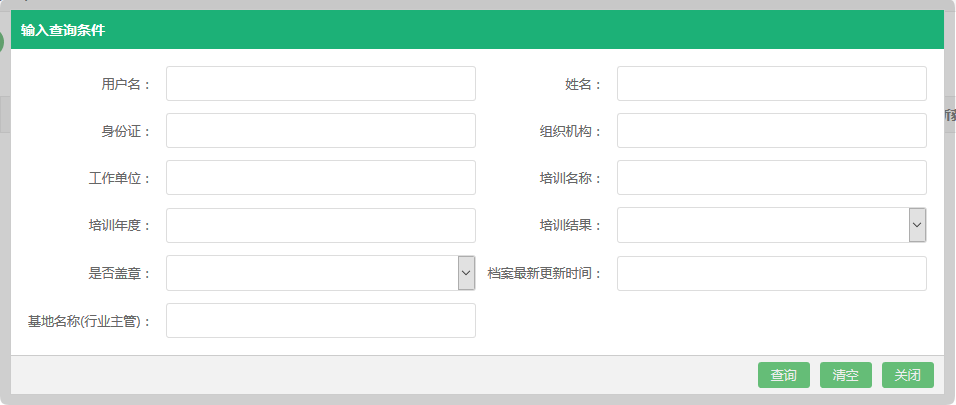 输入查询条件
用户名：
姓名：
身份证：
组织机构：
工作单位：
培训名称：
培训年度：
培训结果：
是否盖章：
档案最新更新时间：
基地名称(行业主管)：
查询
清空
关闭